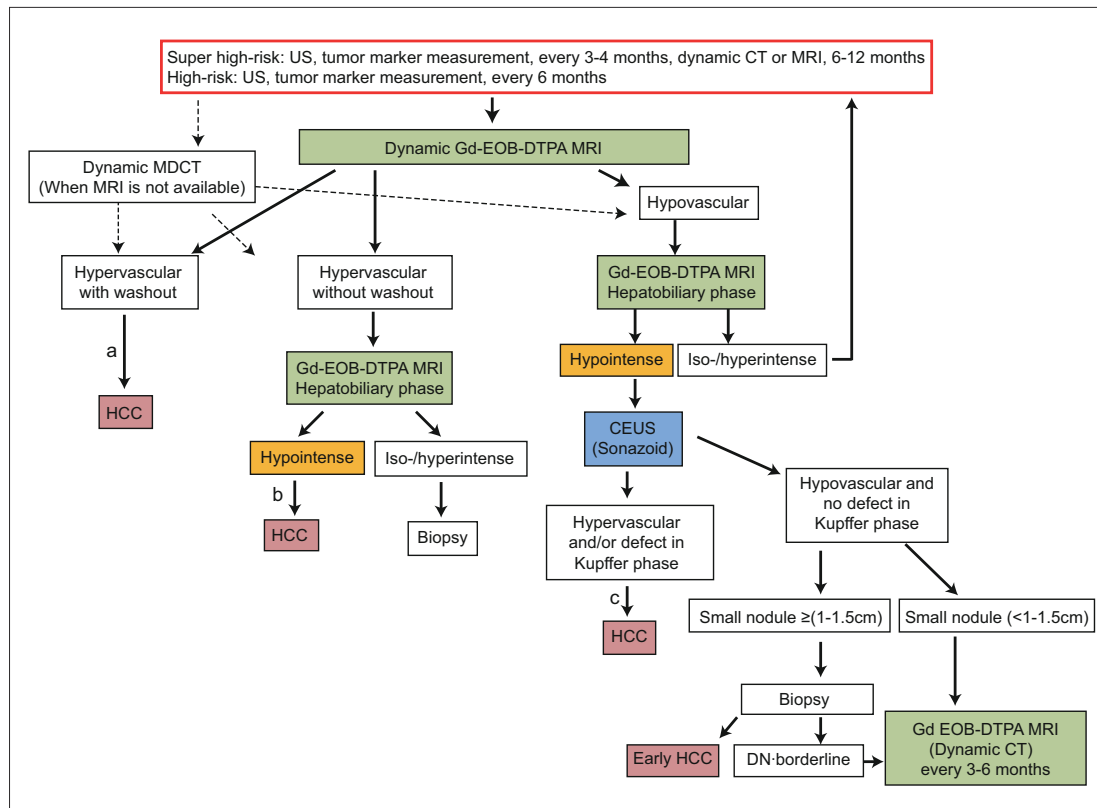 Super high-risk: US, tumor marker measurement, every 3-4 months, dynamic CT or MRI, 6-12 months
High-risk: US, tumor marker measurement, every 6 months
Dynamic Gd-EOB-DTPA MRI
Dynamic MDCT
(When MRI is not available)
Hypovascular
Hypervascular
with washout
Hypervascular
without washout
Gd-EOB-DTPA MRI
Hepatobiliary phase
a
Gd-EOB-DTPA MRI
Hepatobiliary phase
Hypointense
Iso-/hyperintense
HCC
CEUS
(Sonazoid)
Hypointense
Iso-/hyperintense
Hypovascular and
no defect in
Kupffer phase
b
HCC
Biopsy
Hypervascular
and/or defect in
Kupffer phase
c
HCC
Small nodule ≥(1-1.5cm)
Small nodule (<1-1.5cm)
Biopsy
Early HCC
DN·borderline
Gd EOB-DTPA MRI
(Dynamic CT)
every 3-6 months